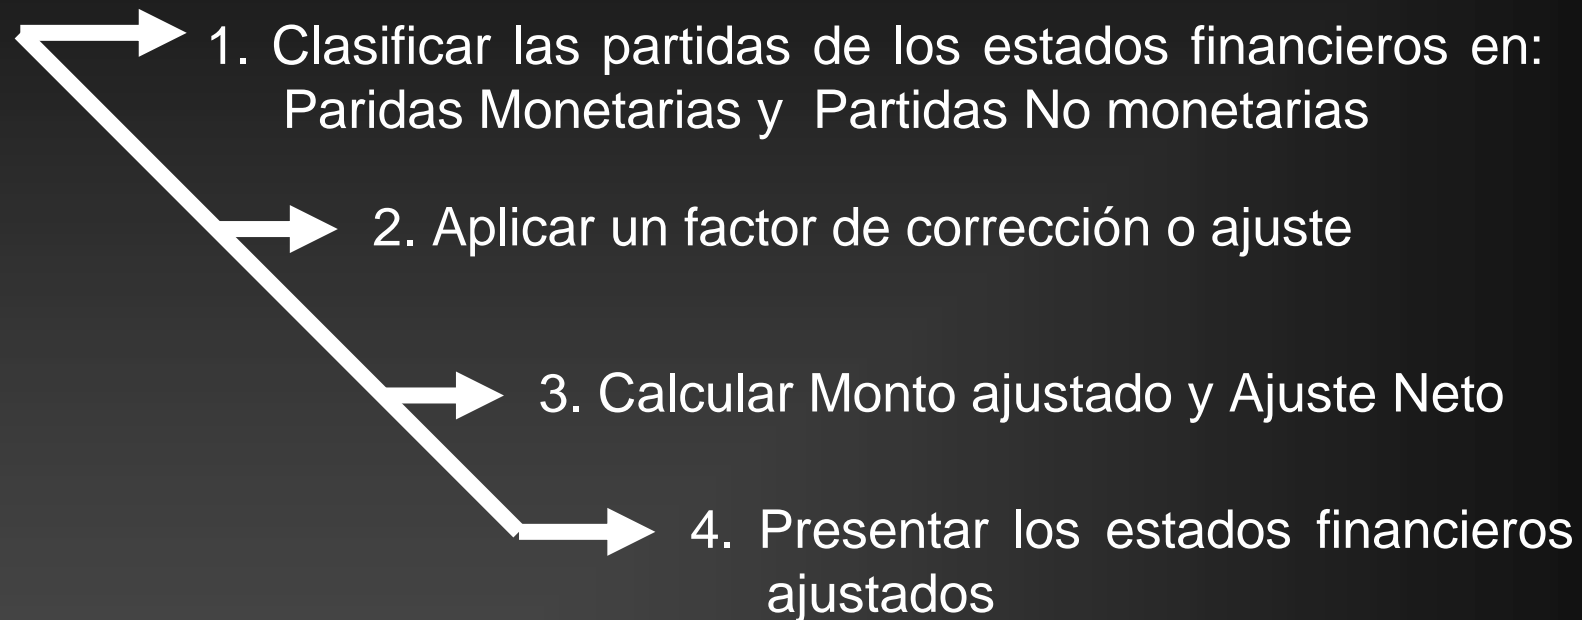 1. Clasificar las partidas de los estados financieros en:
Paridas Monetarias y Partidas No monetarias
2. Aplicar un factor de corrección o ajuste
3. Calcular Monto ajustado y Ajuste Neto
4. Presentar los estados financieros
ajustados